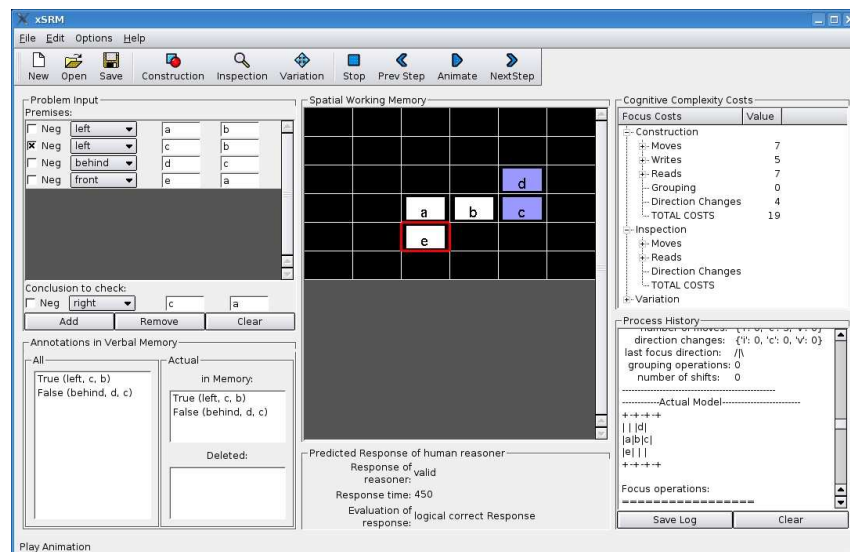 xSRM
File Edit Options Help
New Open Save Construction Inspection Variation Stop Prev Step Animate NextStep
Problem Input
Premises:
Neg left a b
Neg left c b
Neg behind d c
Neg front e a
Conclusion to check:
Neg right c a
Add Remove Clear
Annotations in Verbal Memory
All
True (left, c, b)
False (behind, d, c)
Actual
in Memory:
True (left, c, b)
False (behind, d, c)
Deleted:
Spatial Working Memory
d
a b c
e
Predicted Response of human reasoner
Response of reasoner: valid
Response time: 450
Evaluation of response: logical correct Response
Cognitive Complexity Costs
Focus Costs Value
Construction
Moves 7
Writes 5
Reads 7
Grouping 0
Direction Changes 4
TOTAL COSTS 19
Inspection
Moves
Reads
Direction Changes
TOTAL COSTS
Variation
Process History
direction changes: {'i': 0, 'c': 0, 'v': 0}
last focus direction: /|\
grouping operations: 0
number of shifts: 0
------------Actual Model------------------------
+-+-+-+
| | |d|
|a|b|c|
|e| | |
+-+-+-+
Focus operations:
=================
Save Log Clear
Play Animation